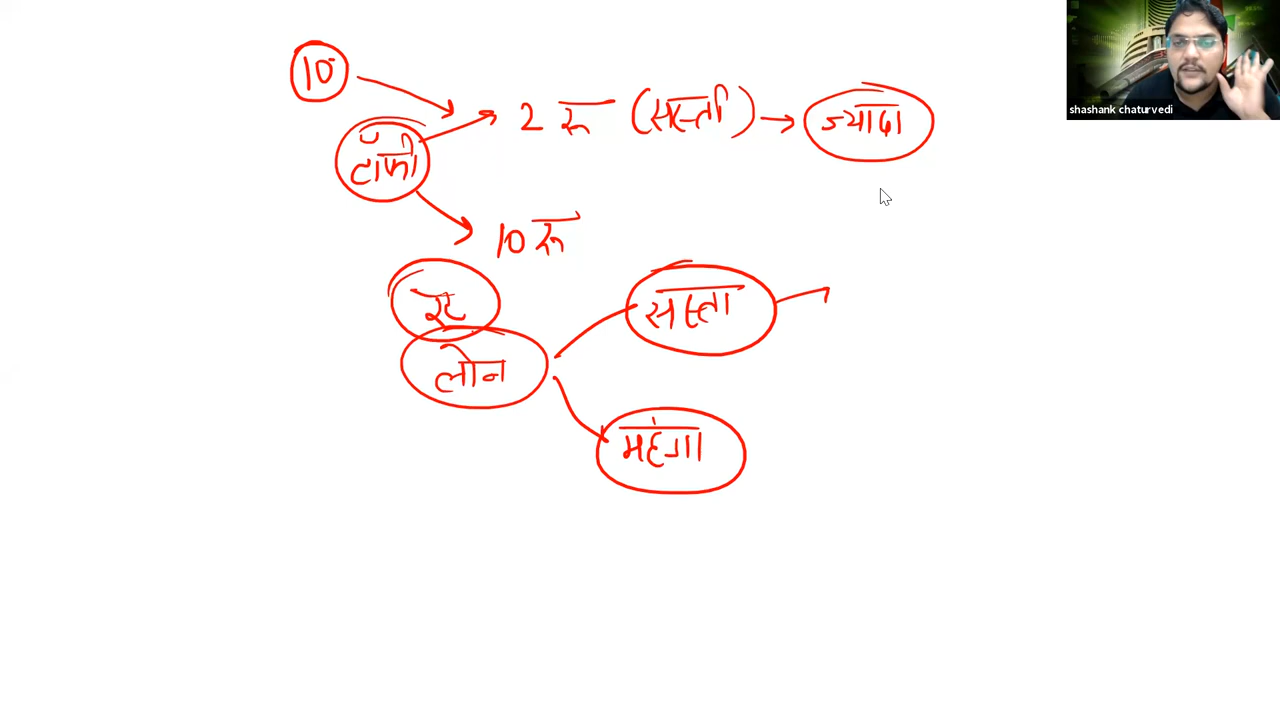 shashank chaturvedi
10
टॉफी
2 रू (सस्ती) → ज्यादा
10 रू
रेट
लोन
सस्ता
महंगा